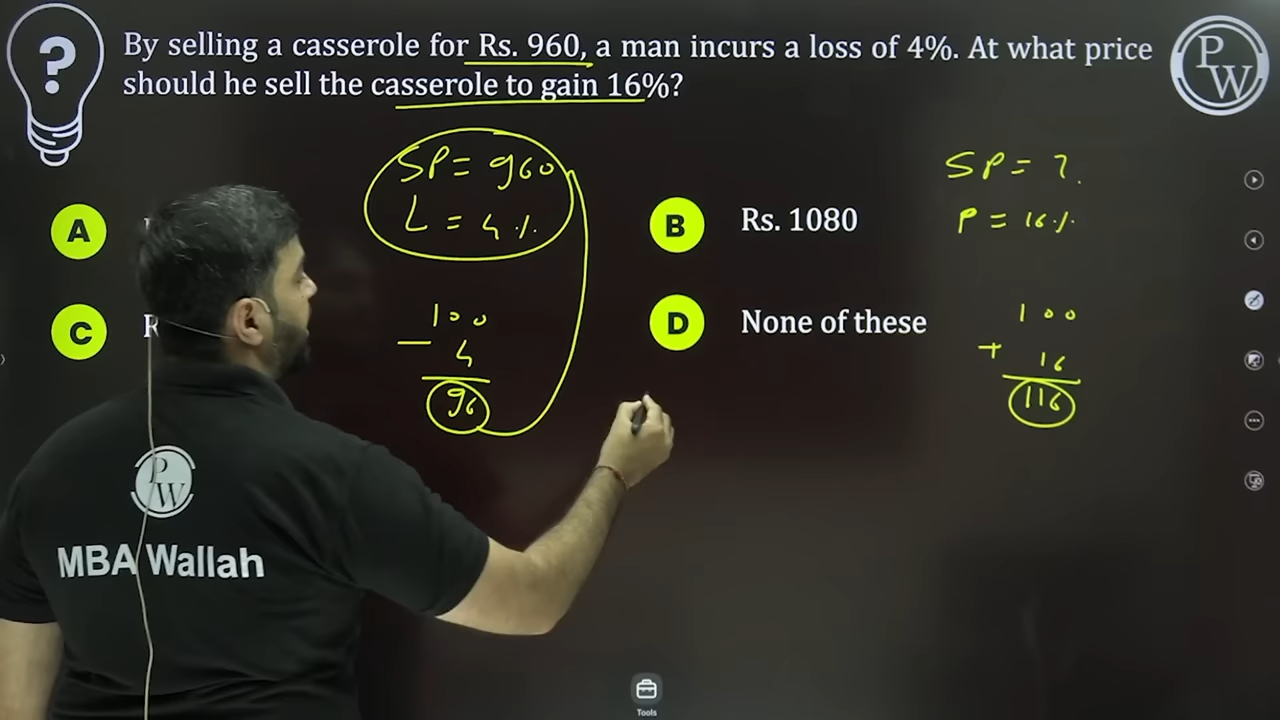 ?
By selling a casserole for Rs. 960, a man incurs a loss of 4%. At what price
should he sell the casserole to gain 16%?
P
W
SP = 960
L = 4%
SP = ?
P = 16%
A
B
Rs. 1080
C
R
D
None of these
100
- 4
96
100
+ 16
116
P
W
MBA Wallah
Tools